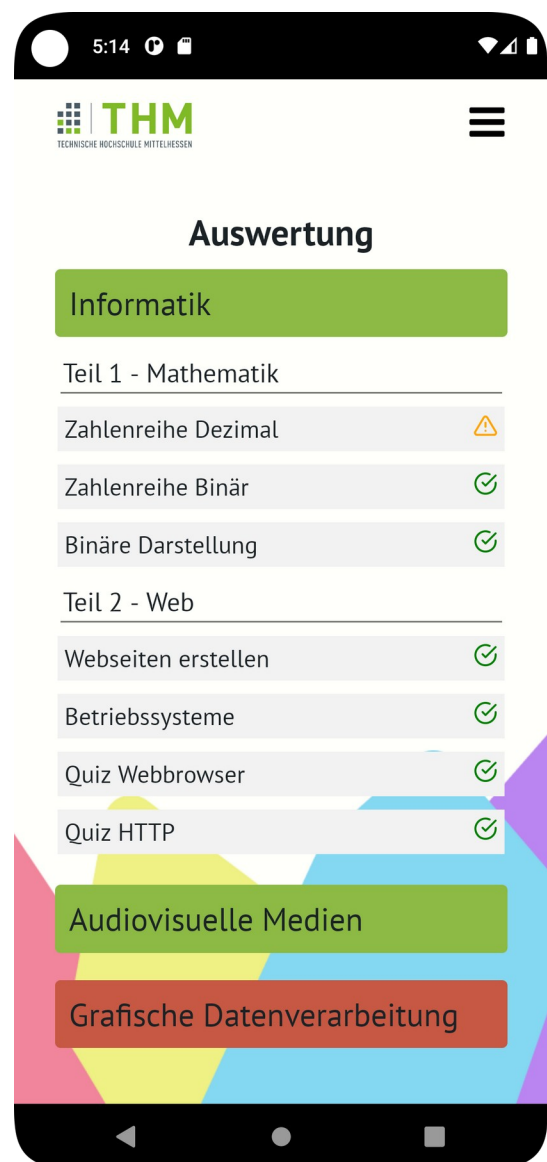 5:14
THM
TECHNISCHE HOCHSCHULE MITTELHESSEN
Auswertung
Informatik
Teil 1 - Mathematik
Zahlenreihe Dezimal
Zahlenreihe Binär
Binäre Darstellung
Teil 2 - Web
Webseiten erstellen
Betriebssysteme
Quiz Webbrowser
Quiz HTTP
Audiovisuelle Medien
Grafische Datenverarbeitung